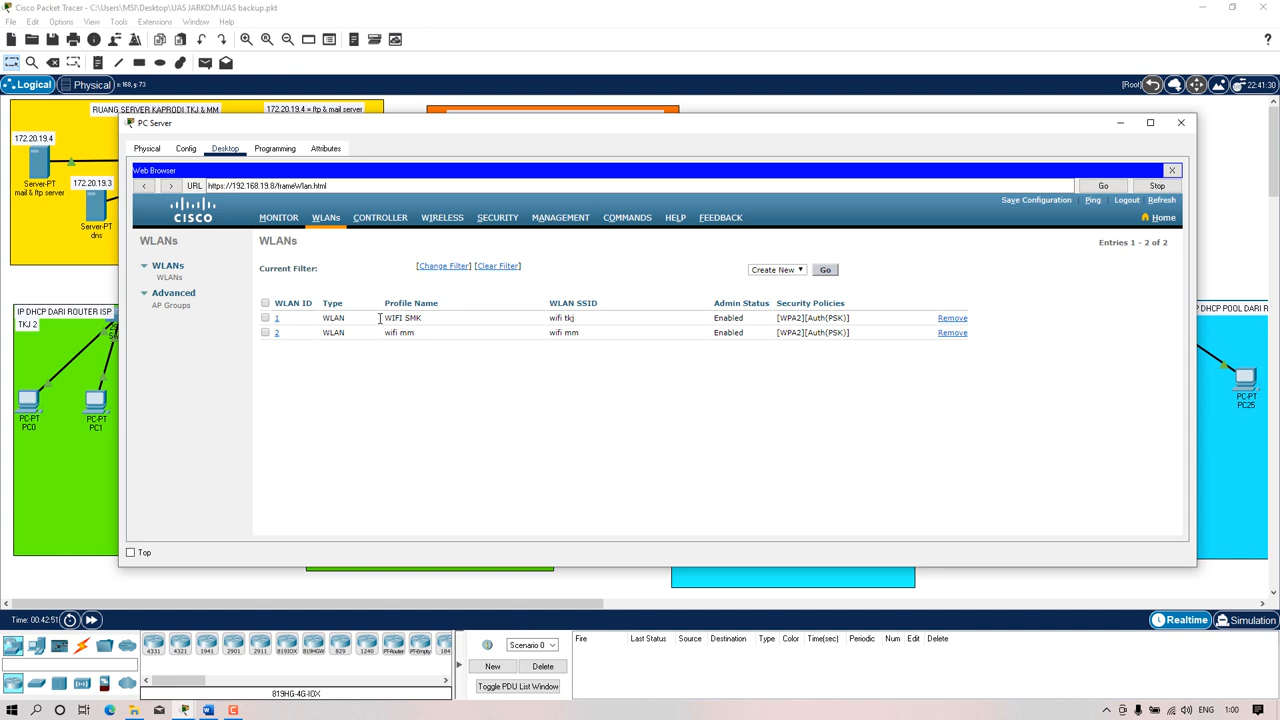 Cisco Packet Tracer - C:\Users\MSI\Desktop\UAS JARKOM\UAS backup.pkt
File Edit Options View Tools Extensions Window Help
Logical Physical x: 168, y: 73 [Root] 22:41:30
RUANG SERVER KAPRODI TKJ & MM 172.20.19.4 = ftp & mail server
172.20.19.4
Server-PT
mail & ftp server
172.20.19.3
Server-PT
dns
IP DHCP DARI ROUTER ISP
TKJ 2
PC-PT
PC0
PC-PT
PC1
IP DHCP POOL DARI RO
PC-PT
PC25
PC Server
Physical Config Desktop Programming Attributes
Web Browser X
< > URL https://192.168.19.8/frameWlan.html Go Stop
CISCO
Save Configuration Ping Logout Refresh
MONITOR WLANs CONTROLLER WIRELESS SECURITY MANAGEMENT COMMANDS HELP FEEDBACK Home
WLANs
WLANs
WLANs
Advanced
AP Groups
WLANs Entries 1 - 2 of 2
Current Filter: [Change Filter] [Clear Filter] Create New Go
WLAN ID Type Profile Name WLAN SSID Admin Status Security Policies
1 WLAN WIFI SMK wifi tkj Enabled [WPA2][Auth(PSK)] Remove
2 WLAN wifi mm wifi mm Enabled [WPA2][Auth(PSK)] Remove
Top
Time: 00:42:51 Realtime Simulation
4331 4321 1941 2901 2911 819IOX 819HGW 829 1240 PT-Router PT-Empty 184
819HG-4G-IOX
Scenario 0
New Delete
Toggle PDU List Window
Fire Last Status Source Destination Type Color Time(sec) Periodic Num Edit Delete
ENG 1:00